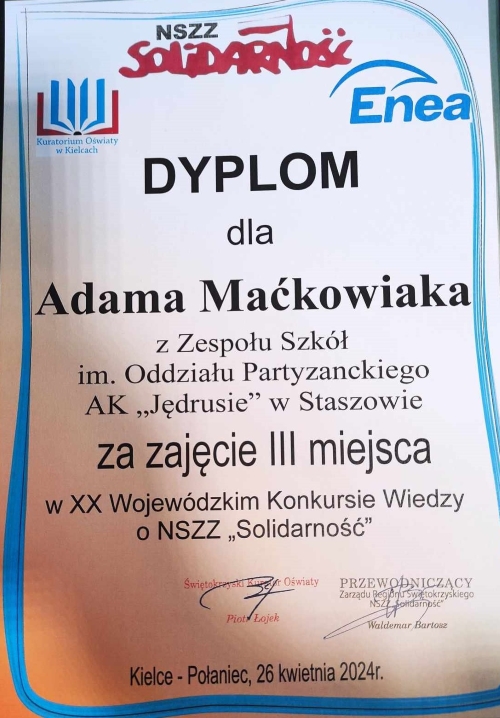 NSZZ
SOLIDARNOŚĆ
Enea
Kuratorium Oświaty
w Kielcach
DYPLOM
dla
Adama Maćkowiaka
z Zespołu Szkół
im. Oddziału Partyzanckiego
AK „Jędrusie” w Staszowie
za zajęcie III miejsca
w XX Wojewódzkim Konkursie Wiedzy
o NSZZ „Solidarność”
Świętokrzyski Kurator Oświaty
Piotr Łojek
PRZEWODNICZĄCY
Zarządu Regionu Świętokrzyskiego
NSZZ „Solidarność”
Waldemar Bartosz
Kielce - Połaniec, 26 kwietnia 2024r.